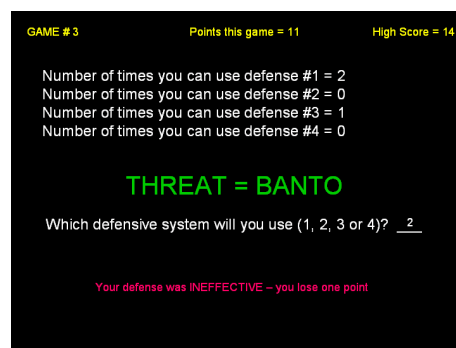 GAME # 3 Points this game = 11 High Score = 14
Number of times you can use defense #1 = 2
Number of times you can use defense #2 = 0
Number of times you can use defense #3 = 1
Number of times you can use defense #4 = 0
THREAT = BANTO
Which defensive system will you use (1, 2, 3 or 4)? 2
Your defense was INEFFECTIVE – you lose one point